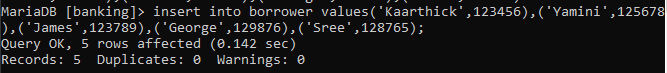 MariaDB [banking]> insert into borrower values('Kaarthick',123456),('Yamini',125678
),('James',123789),('George',129876),('Sree',128765);
Query OK, 5 rows affected (0.142 sec)
Records: 5  Duplicates: 0  Warnings: 0